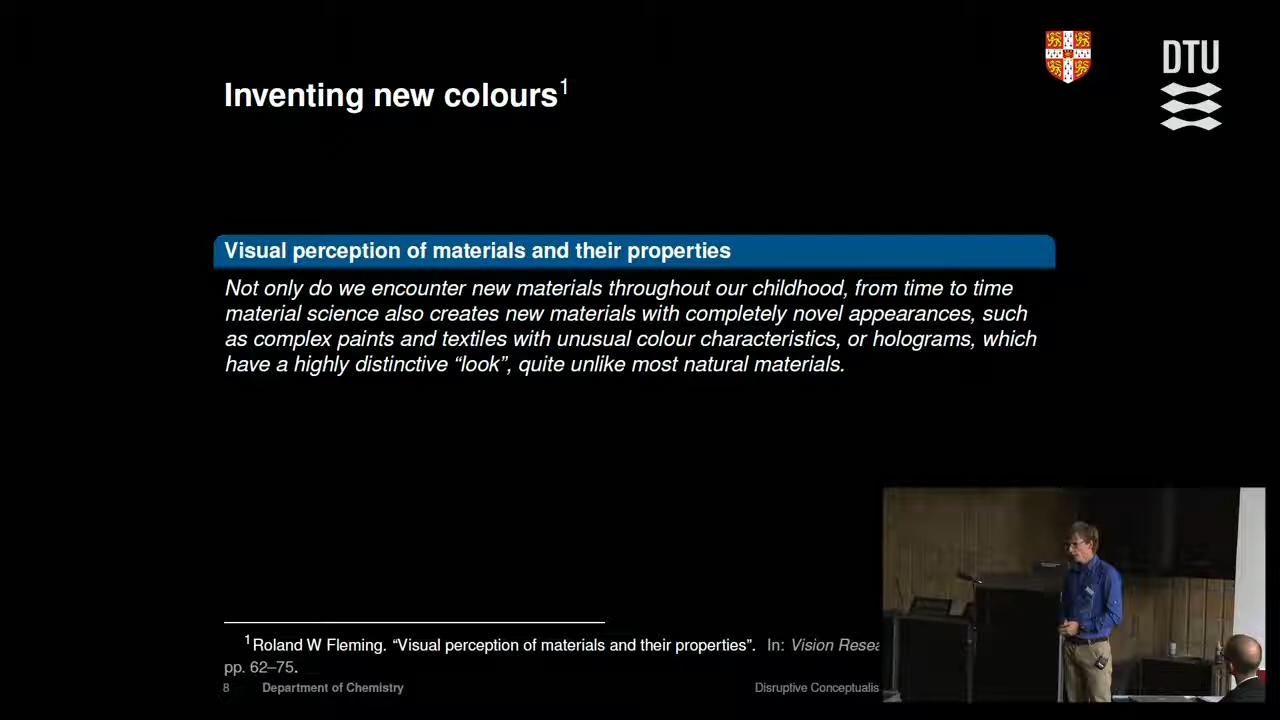 DTU
Inventing new colours1
Visual perception of materials and their properties
Not only do we encounter new materials throughout our childhood, from time to time
material science also creates new materials with completely novel appearances, such
as complex paints and textiles with unusual colour characteristics, or holograms, which
have a highly distinctive “look”, quite unlike most natural materials.
1Roland W Fleming. “Visual perception of materials and their properties”. In: Vision
pp. 62–75.
8 Department of Chemistry Disruptive